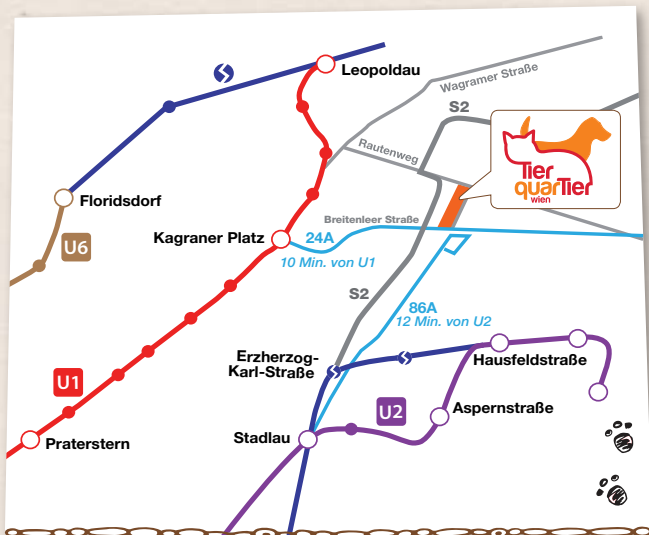 Leopoldau
Wagramer Straße
S2
Rautenweg
Tier
quarTier
wien
Floridsdorf
U6
Breitenleer Straße
Kagraner Platz
24A
10 Min. von U1
S2
86A
12 Min. von U2
Erzherzog-
Karl-Straße
Hausfeldstraße
U1
U2
Aspernstraße
Stadlau
Praterstern